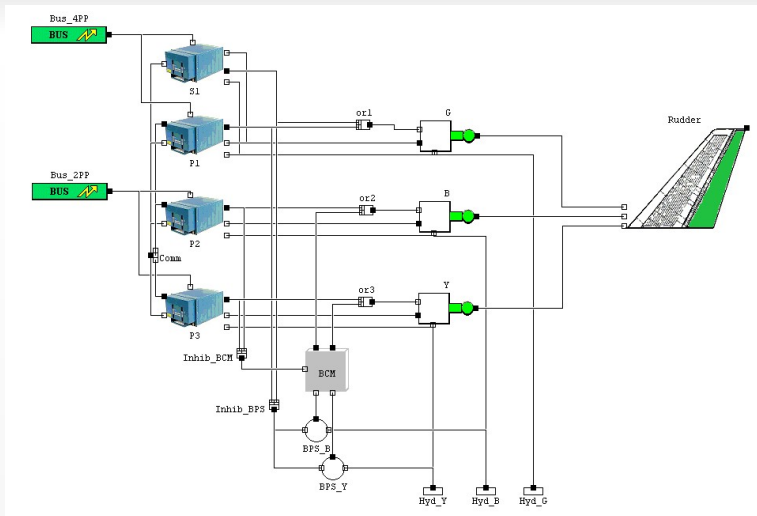 Bus_4PP
BUS
S1
or1
G
Rudder
P1
Bus_2PP
BUS
or2
B
P2
Comm
or3
Y
P3
Inhib_BCM
BCM
Inhib_BPS
BPS_B
BPS_Y
Hyd_Y Hyd_B Hyd_G